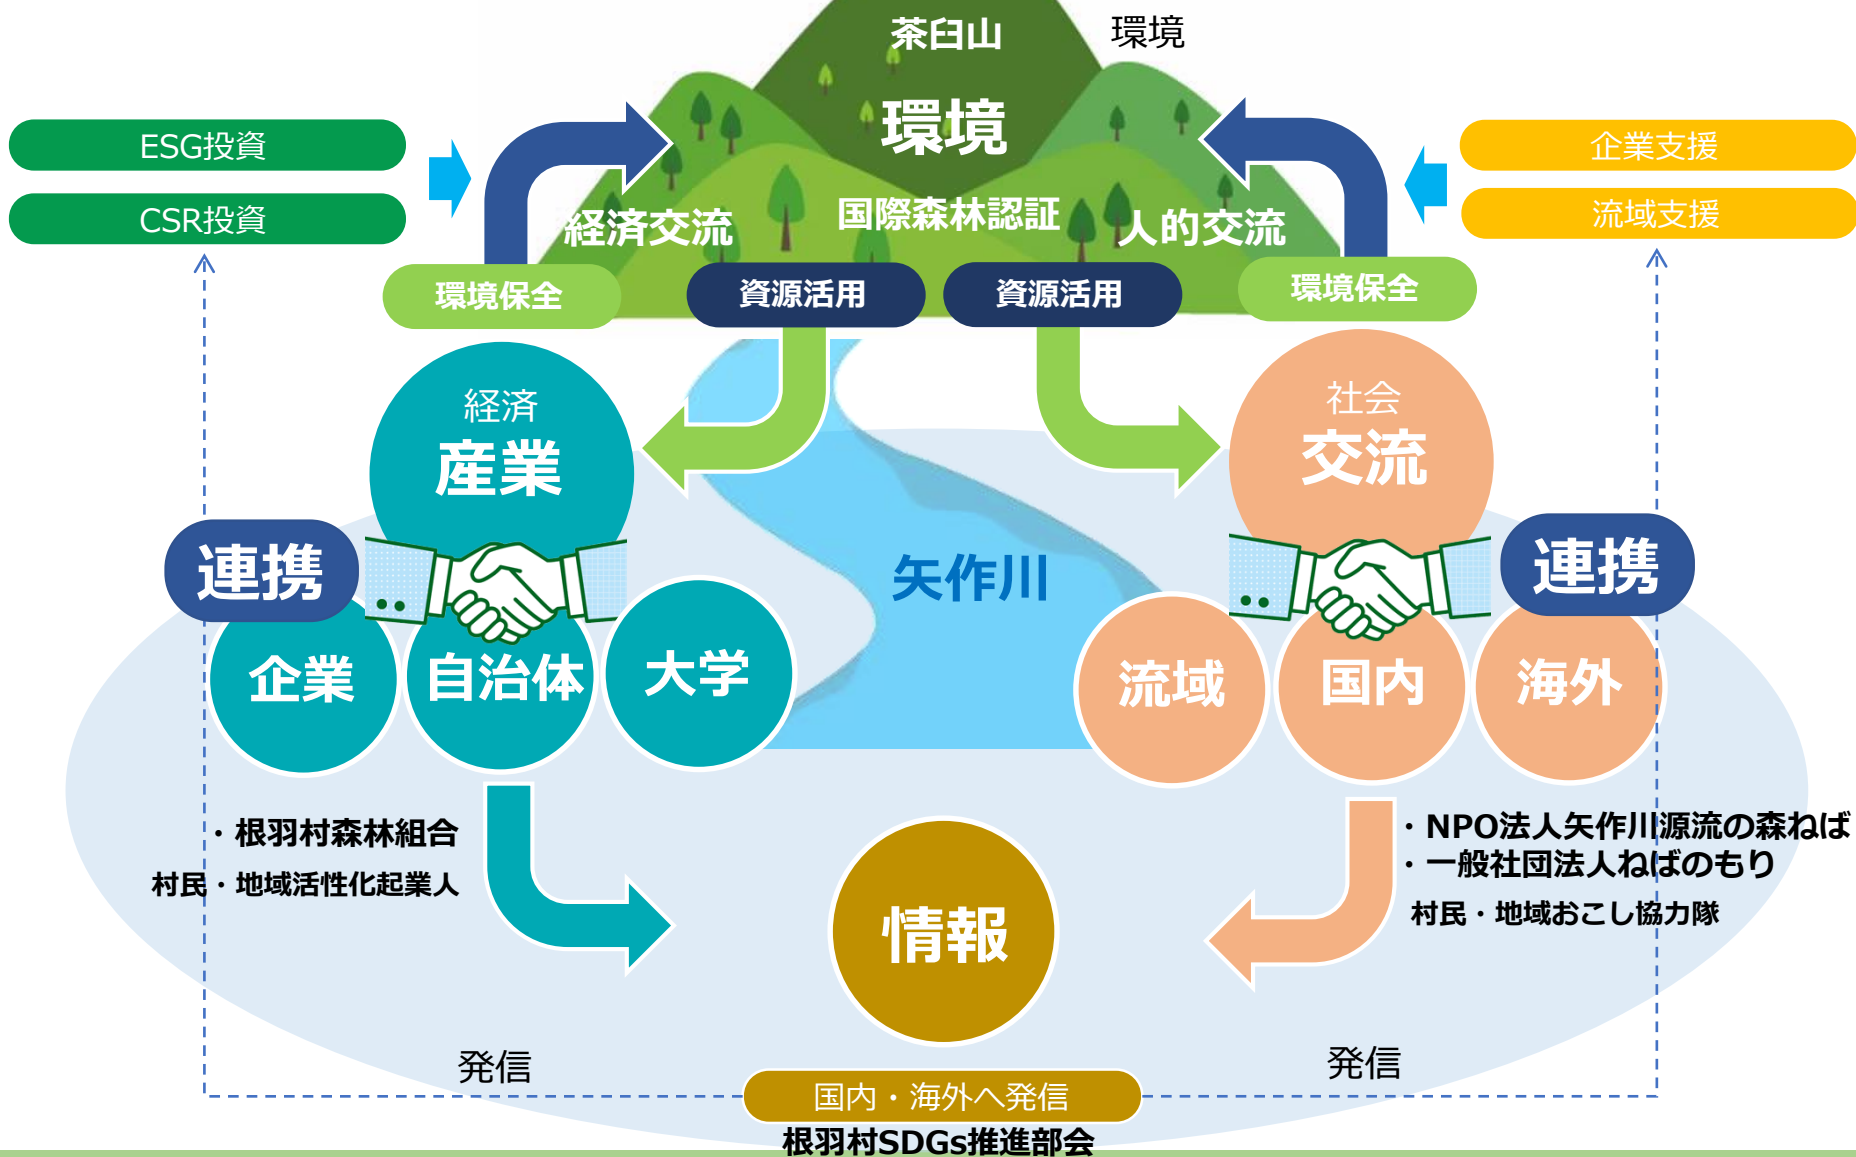 茶臼山
環境
環境
ESG投資
CSR投資
企業支援
流域支援
経済交流
国際森林認証
人的交流
環境保全
資源活用
資源活用
環境保全
経済
産業
社会
交流
連携
矢作川
連携
企業
自治体
大学
流域
国内
海外
・根羽村森林組合
村民・地域活性化起業人
・NPO法人矢作川源流の森ねば
・一般社団法人ねばのもり
村民・地域おこし協力隊
情報
発信
発信
国内・海外へ発信
根羽村SDGs推進部会